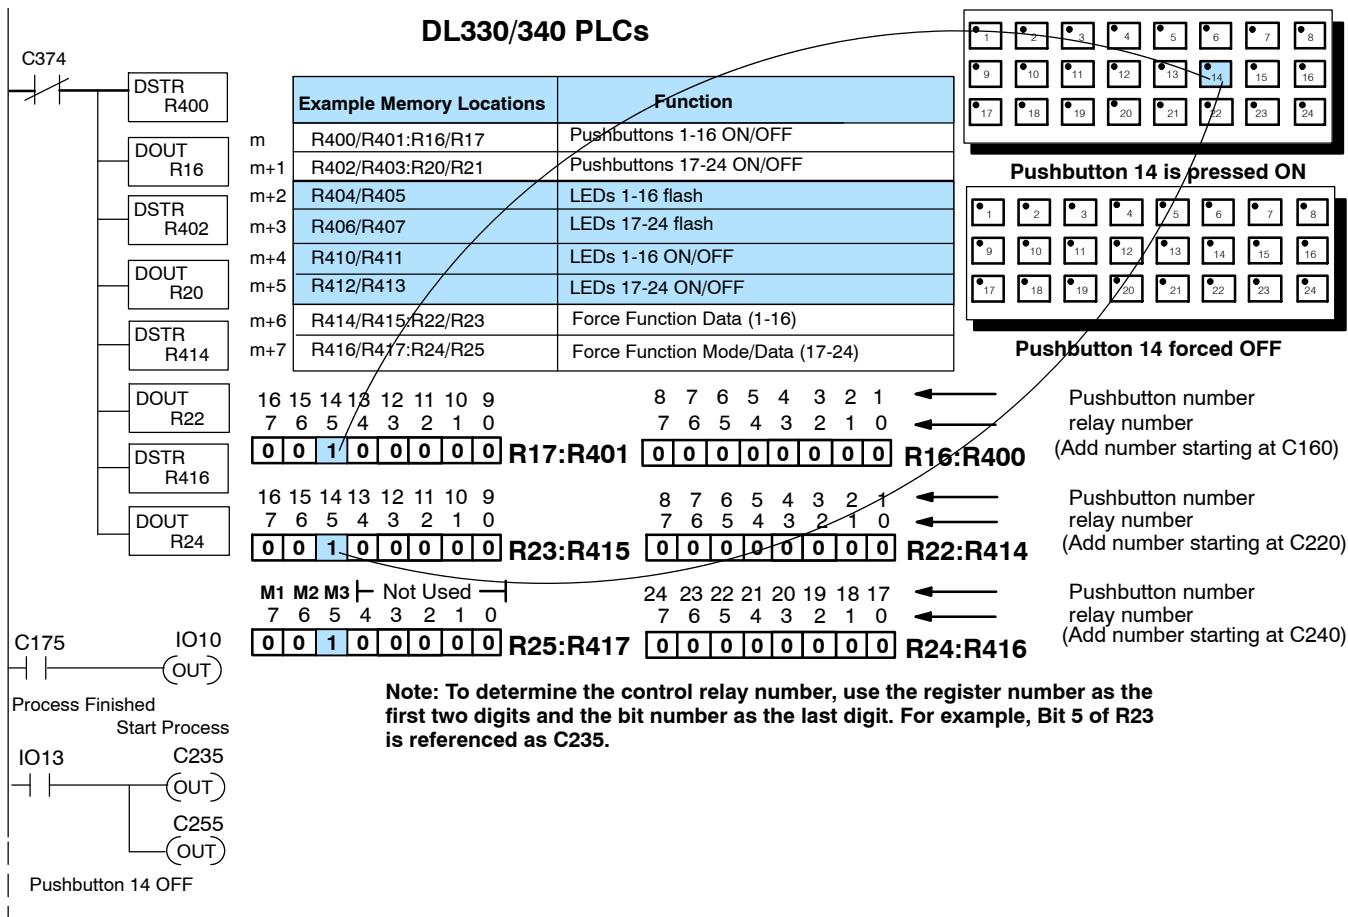 DL330/340 PLCs
C374
DSTR
R400
DOUT
R16
DSTR
R402
DOUT
R20
DSTR
R414
DOUT
R22
DSTR
R416
DOUT
R24
Example Memory Locations Function
m R400/R401:R16/R17 Pushbuttons 1-16 ON/OFF
m+1 R402/R403:R20/R21 Pushbuttons 17-24 ON/OFF
m+2 R404/R405 LEDs 1-16 flash
m+3 R406/R407 LEDs 17-24 flash
m+4 R410/R411 LEDs 1-16 ON/OFF
m+5 R412/R413 LEDs 17-24 ON/OFF
m+6 R414/R415:R22/R23 Force Function Data (1-16)
m+7 R416/R417:R24/R25 Force Function Mode/Data (17-24)
1 2 3 4 5 6 7 8
9 10 11 12 13 14 15 16
17 18 19 20 21 22 23 24
Pushbutton 14 is pressed ON
1 2 3 4 5 6 7 8
9 10 11 12 13 14 15 16
17 18 19 20 21 22 23 24
Pushbutton 14 forced OFF
16 15 14 13 12 11 10 9 8 7 6 5 4 3 2 1 Pushbutton number
7 6 5 4 3 2 1 0 7 6 5 4 3 2 1 0 relay number
0 0 1 0 0 0 0 0 R17:R401 0 0 0 0 0 0 0 0 R16:R400 (Add number starting at C160)
16 15 14 13 12 11 10 9 8 7 6 5 4 3 2 1 Pushbutton number
7 6 5 4 3 2 1 0 7 6 5 4 3 2 1 0 relay number
0 0 1 0 0 0 0 0 R23:R415 0 0 0 0 0 0 0 0 R22:R414 (Add number starting at C220)
M1 M2 M3 Not Used 24 23 22 21 20 19 18 17 Pushbutton number
7 6 5 4 3 2 1 0 7 6 5 4 3 2 1 0 relay number
0 0 1 0 0 0 0 0 R25:R417 0 0 0 0 0 0 0 0 R24:R416 (Add number starting at C240)
C175 IO10
OUT
Process Finished
Start Process
IO13 C235
OUT
C255
OUT
Pushbutton 14 OFF
Note: To determine the control relay number, use the register number as the
first two digits and the bit number as the last digit. For example, Bit 5 of R23
is referenced as C235.